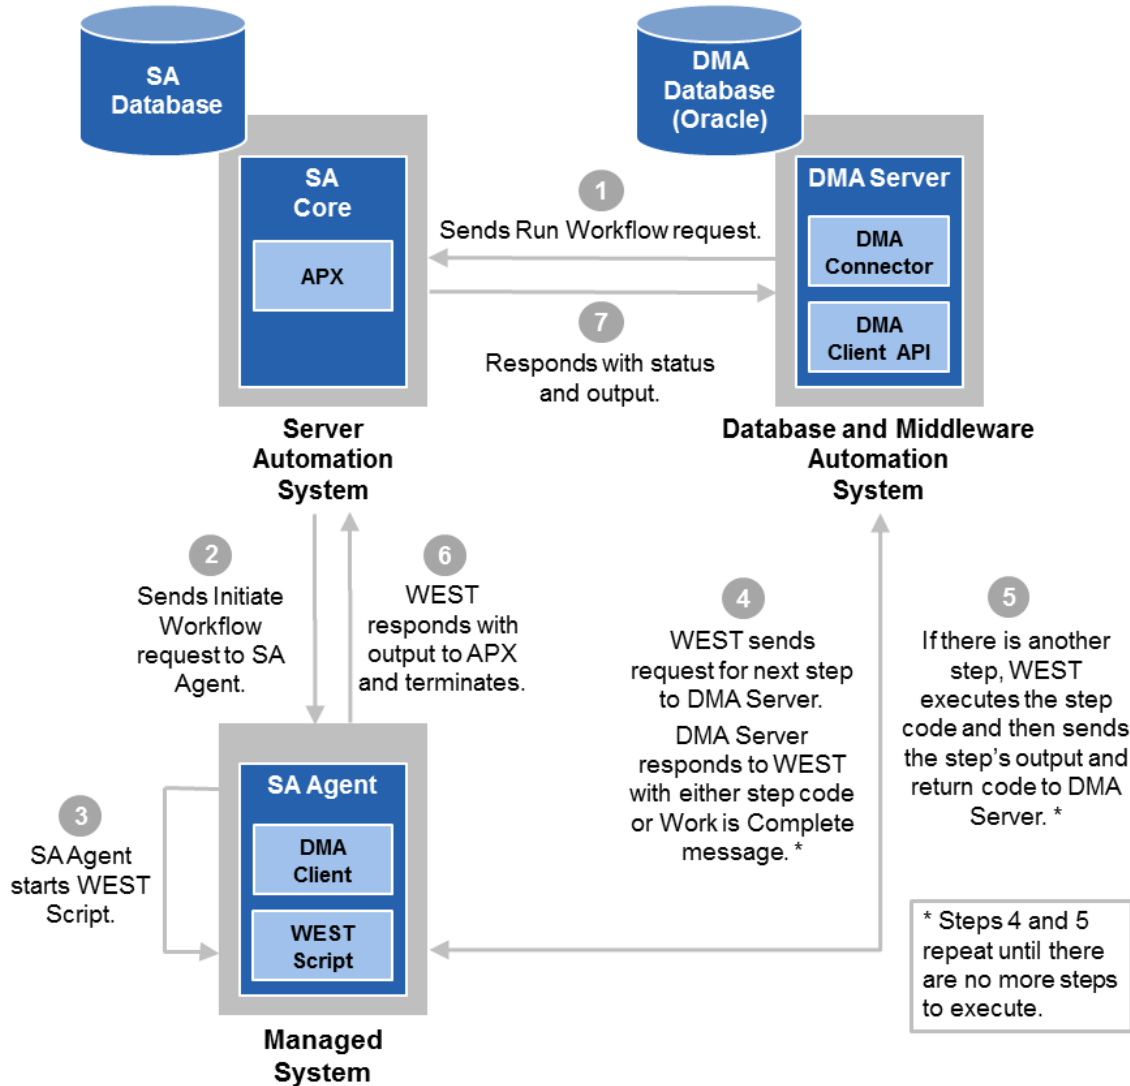 SA
Database
DMA
Database
(Oracle)
SA
Core
APX
DMA Server
DMA
Connector
DMA
Client API
1
Sends Run Workflow request.
7
Responds with status
and output.
Server
Automation
System
Database and Middleware
Automation
System
2
Sends Initiate
Workflow
request to SA
Agent.
6
WEST
responds with
output to APX
and terminates.
4
WEST sends
request for next step
to DMA Server.
DMA Server
responds to WEST
with either step code
or Work is Complete
message. *
5
If there is another
step, WEST
executes the step
code and then sends
the step's output and
return code to DMA
Server. *
3
SA Agent
starts WEST
Script.
SA Agent
DMA
Client
WEST
Script
Managed
System
* Steps 4 and 5
repeat until there
are no more steps
to execute.